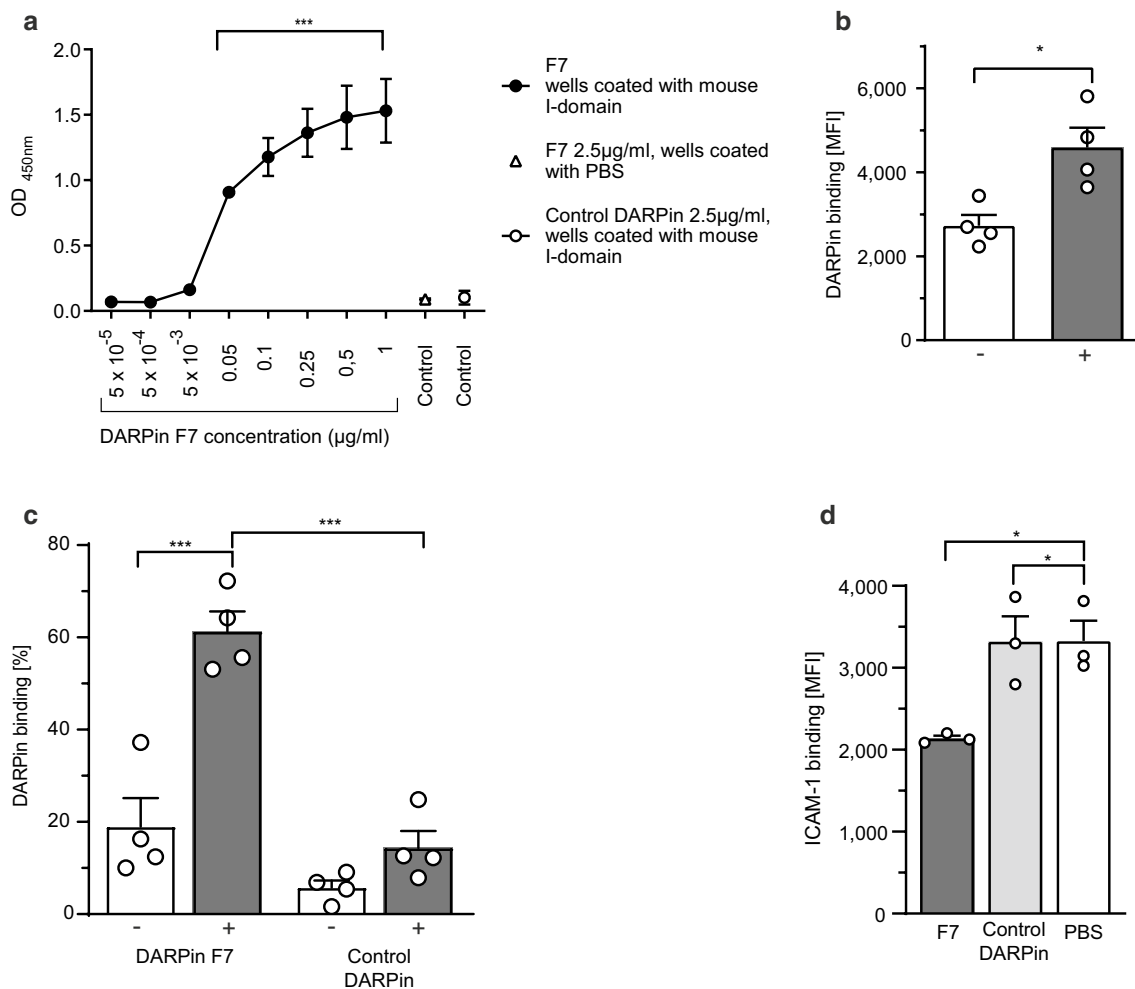 a
***
2.0
1.5
1.0
0.5
0.0
OD 450nm
5 x 10-5
5 x 10-4
5 x 10-3
0.05
0.1
0.25
0,5
1
Control
Control
DARPin F7 concentration (µg/ml)
F7
wells coated with mouse
I-domain
F7 2.5µg/ml, wells coated
with PBS
Control DARPin 2.5µg/ml,
wells coated with mouse
I-domain
b
*
6,000
4,000
2,000
0
DARPin binding [MFI]
-
+
c
***
***
80
60
40
20
0
DARPin binding [%]
-
+
-
+
DARPin F7
Control
DARPin
d
*
*
4,000
3,000
2,000
1,000
0
ICAM-1 binding [MFI]
F7
Control
DARPin
PBS